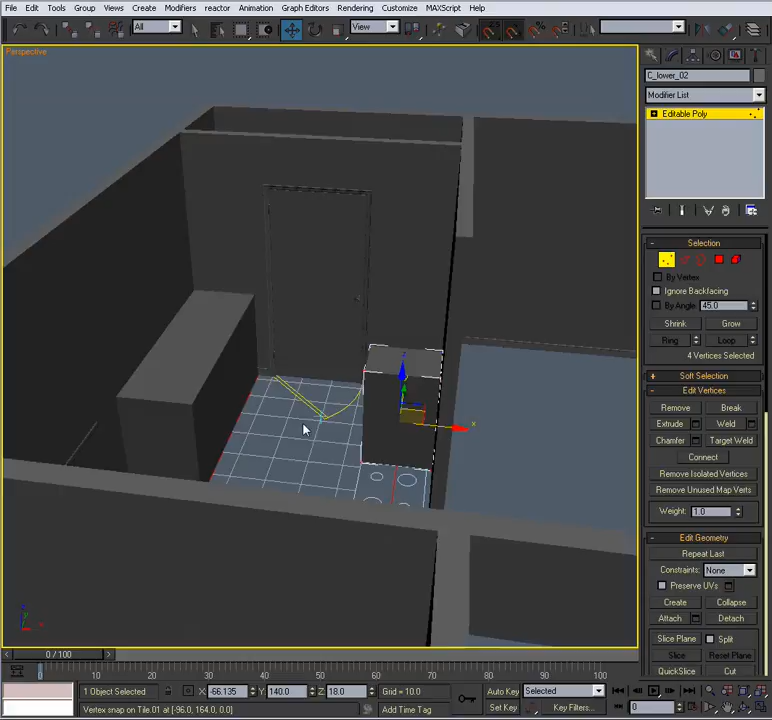 File Edit Tools Group Views Create Modifiers reactor Animation Graph Editors Rendering Customize MAXScript Help
All View
Perspective
C_lower_02
Modifier List
Editable Poly
- Selection
By Vertex
Ignore Backfacing
By Angle: 45.0
Shrink Grow
Ring Loop
4 Vertices Selected
+ Soft Selection
- Edit Vertices
Remove Break
Extrude Weld
Chamfer Target Weld
Connect
Remove Isolated Vertices
Remove Unused Map Verts
Weight: 1.0
- Edit Geometry
Repeat Last
Constraints: None
Preserve UVs
Create Collapse
Attach Detach
Slice Plane Split
Slice Reset Plane
QuickSlice Cut
z
x
< 0 / 100 >
0 10 20 30 40 50 60 70 80 90 100
1 Object Selected X: -66.135 Y: 140.0 Z: 18.0 Grid = 10.0 Auto Key Selected
Vertex snap on Tile.01 at [-96.0, 164.0, 0.0] Add Time Tag Set Key Key Filters... 0